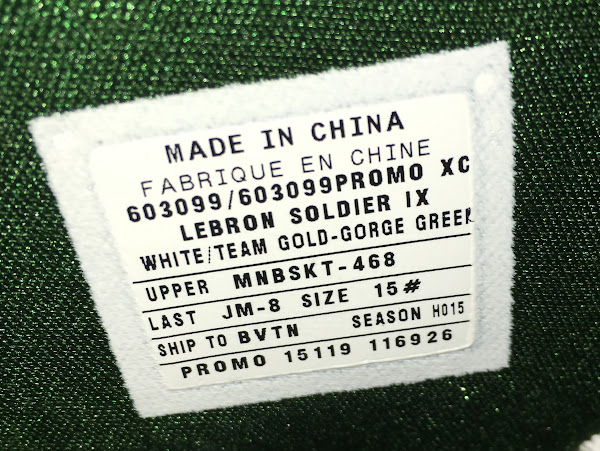 MADE IN CHINA
FABRIQUE EN CHINE
603099/603099PROMO XC
LEBRON SOLDIER IX
WHITE/TEAM GOLD-GORGE GREEN
UPPER MNBSKT-468
LAST JM-8 SIZE 15#
SHIP TO BVTN SEASON HO15
PROMO 15119 116926